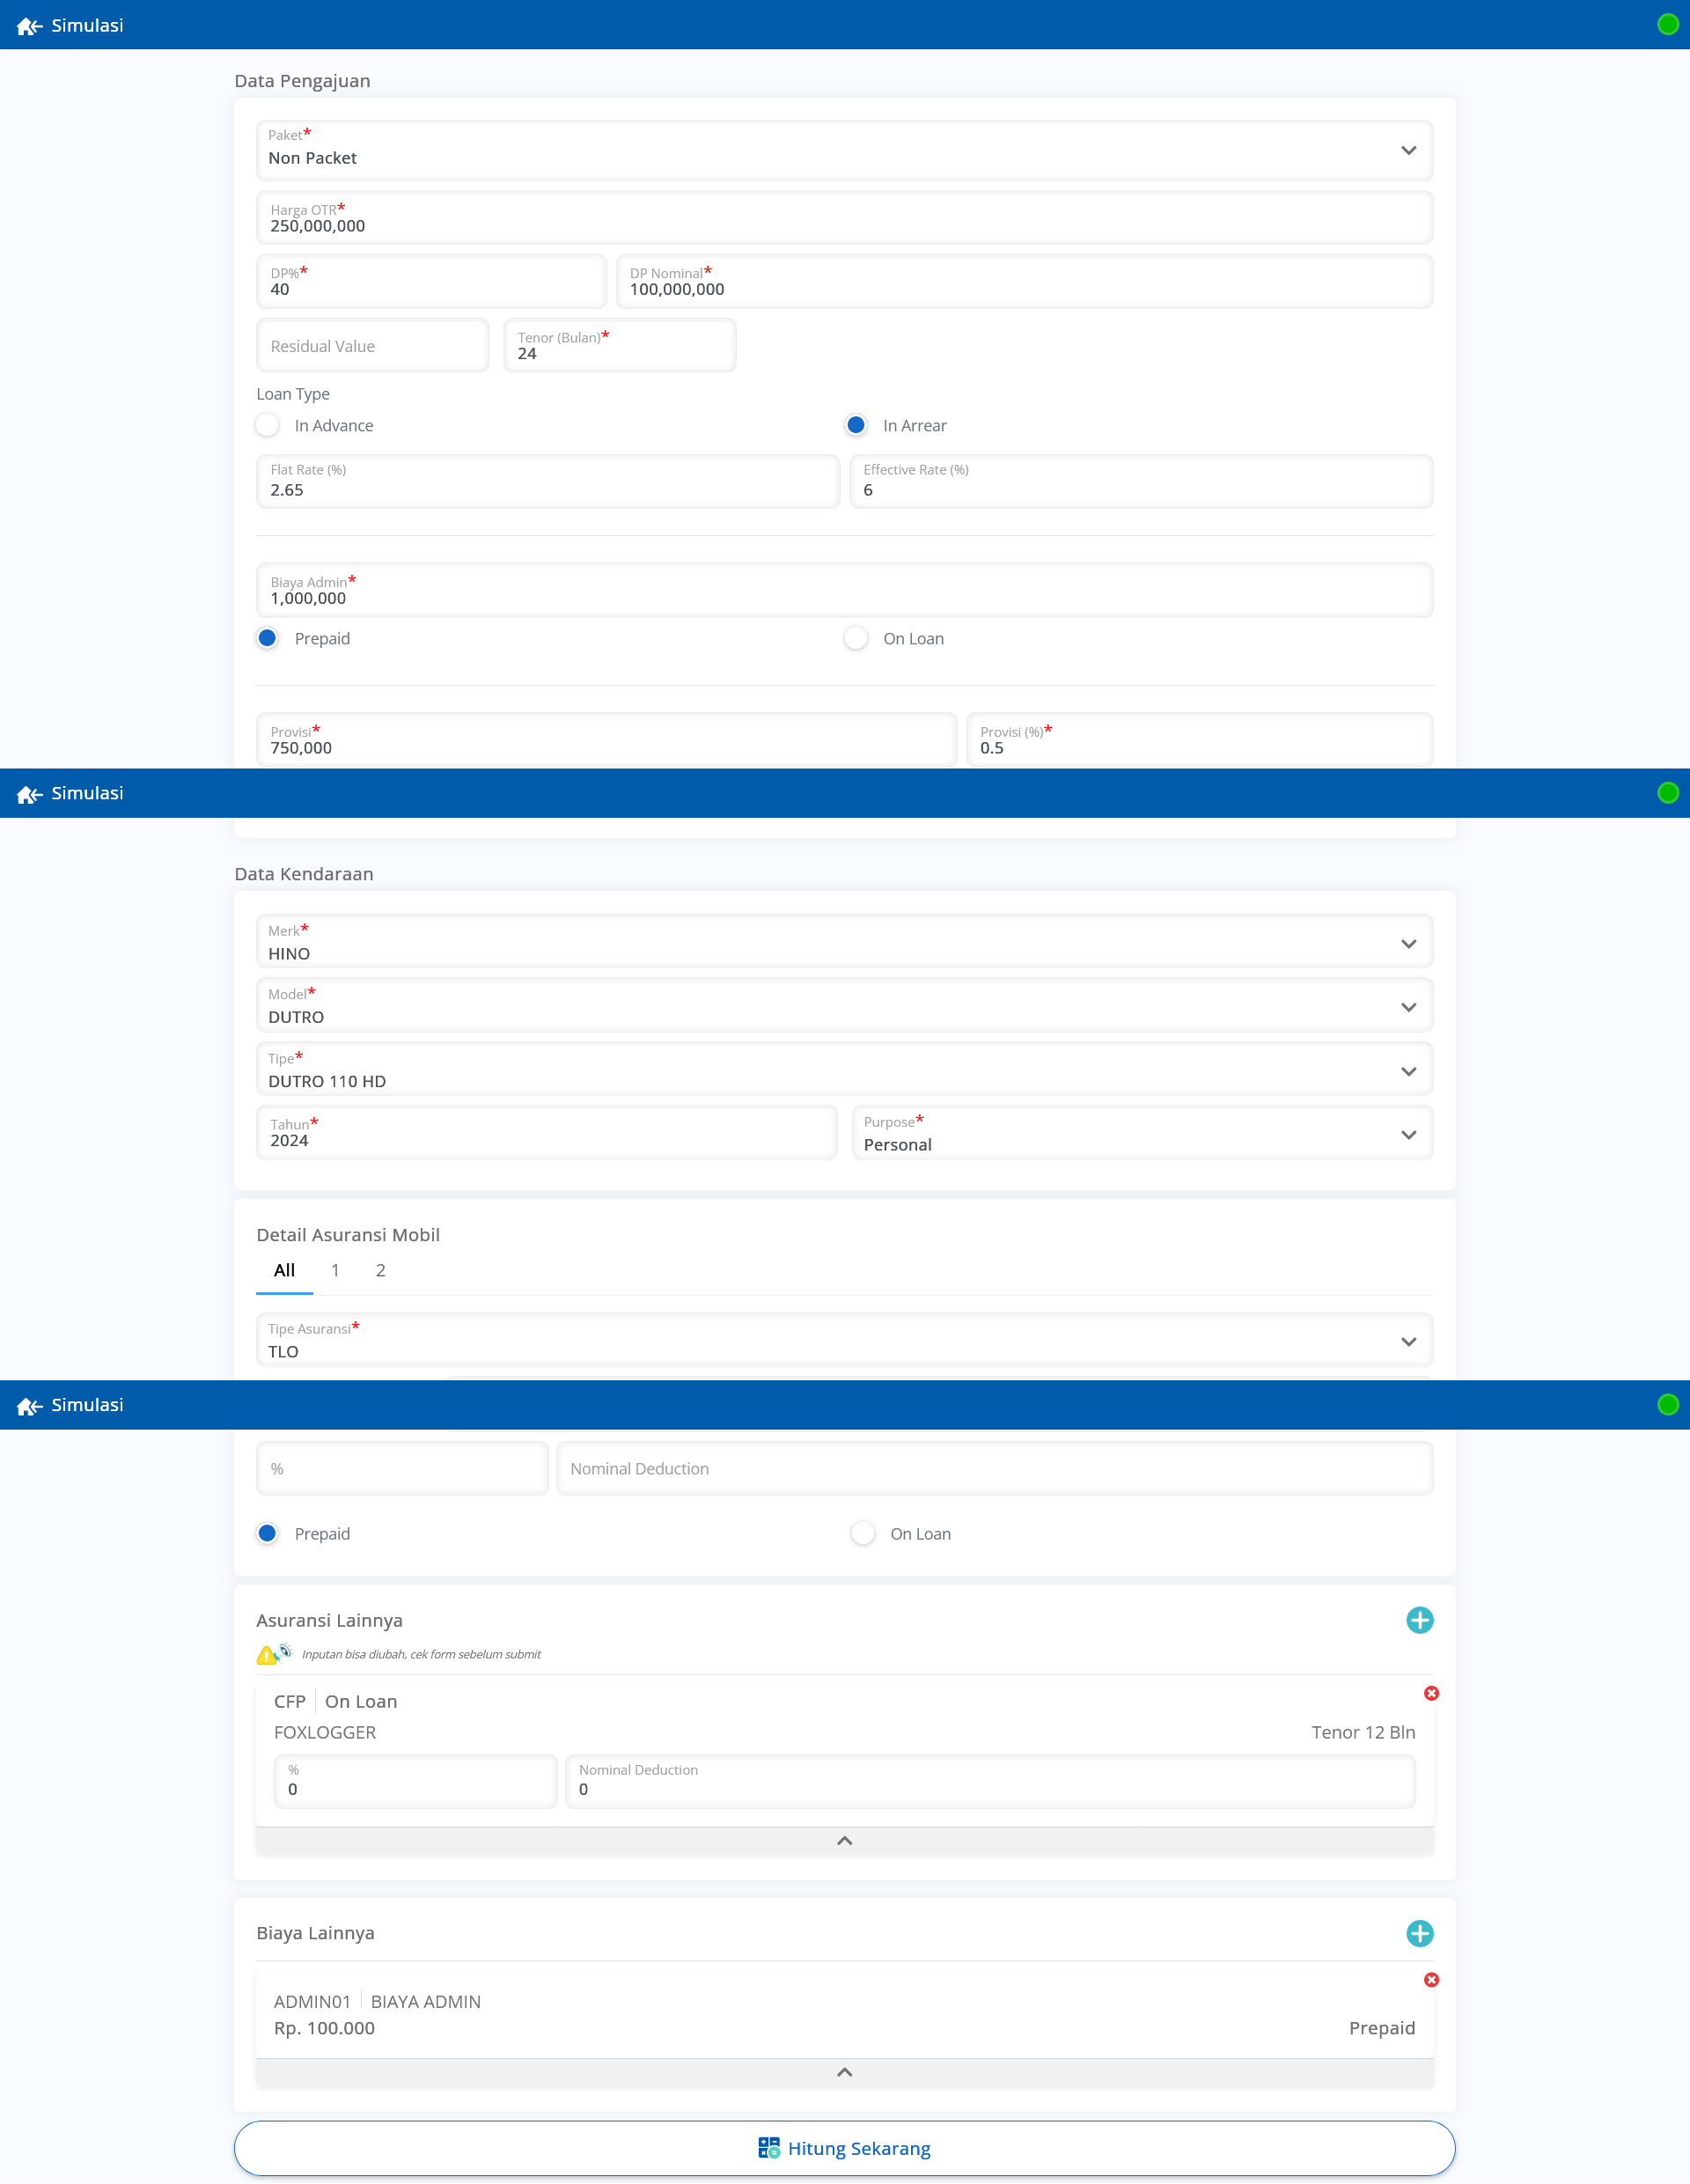 Simulasi
Data Pengajuan
Paket*
Non Packet
Harga OTR*
250,000,000
DP%*
40
DP Nominal*
100,000,000
Residual Value
Tenor (Bulan)*
24
Loan Type
In Advance
In Arrear
Flat Rate (%)
2.65
Effective Rate (%)
6
Biaya Admin*
1,000,000
Prepaid
On Loan
Provisi*
750,000
Provisi (%)*
0.5
Simulasi
Data Kendaraan
Merk*
HINO
Model*
DUTRO
Tipe*
DUTRO 110 HD
Tahun*
2024
Purpose*
Personal
Detail Asuransi Mobil
All 1 2
Tipe Asuransi*
TLO
Simulasi
%
Nominal Deduction
Prepaid
On Loan
Asuransi Lainnya
Inputan bisa diubah, cek form sebelum submit
CFP On Loan
FOXLOGGER
Tenor 12 Bln
%
0
Nominal Deduction
0
Biaya Lainnya
ADMIN01 BIAYA ADMIN
Rp. 100.000
Prepaid
Hitung Sekarang